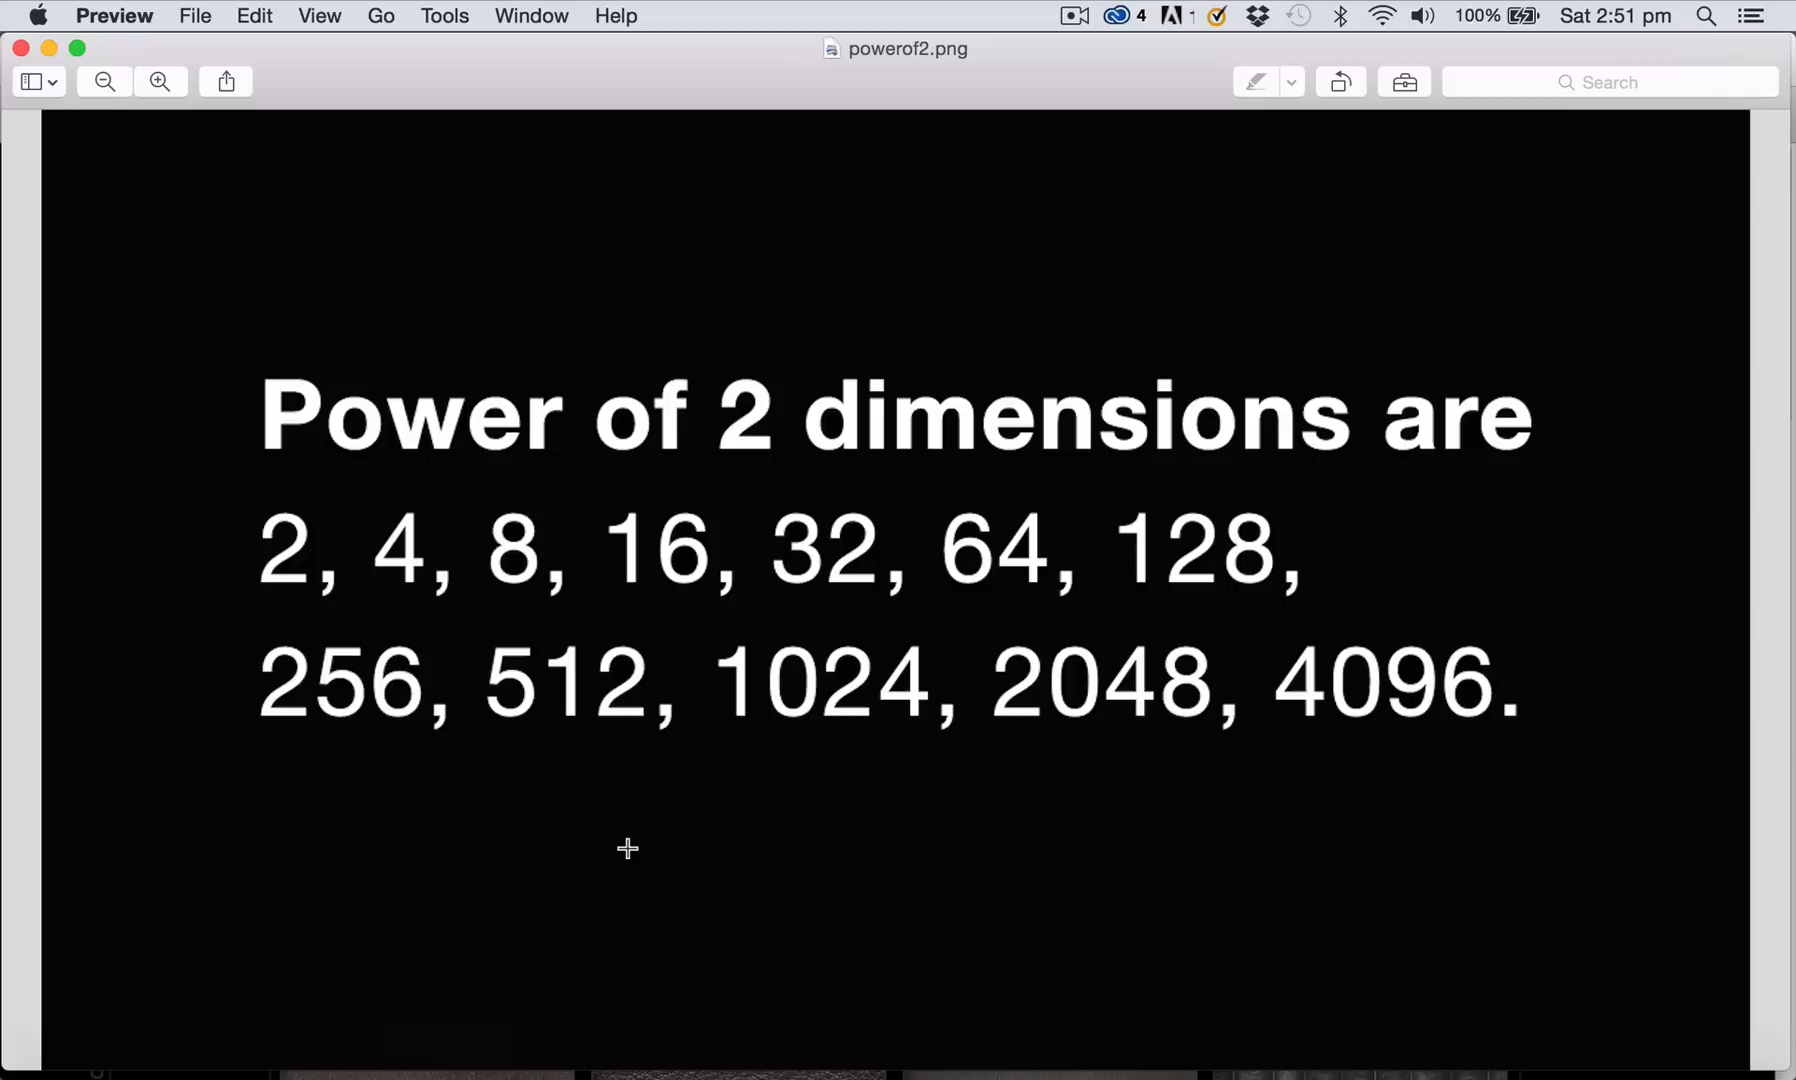 Preview File Edit View Go Tools Window Help 4 1 100% Sat 2:51 pm
powerof2.png
Search
Power of 2 dimensions are
2, 4, 8, 16, 32, 64, 128,
256, 512, 1024, 2048, 4096.